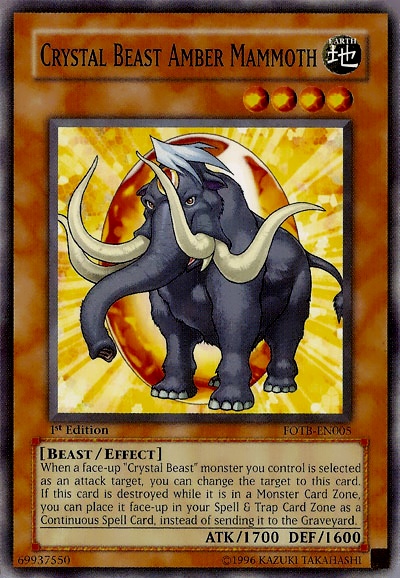 CRYSTAL BEAST AMBER MAMMOTH
EARTH
地
1st Edition
FOTB-EN005
[BEAST / EFFECT]
When a face-up "Crystal Beast" monster you control is selected
as an attack target, you can change the target to this card.
If this card is destroyed while it is in a Monster Card Zone,
you can place it face-up in your Spell & Trap Card Zone as a
Continuous Spell Card, instead of sending it to the Graveyard.
ATK/1700 DEF/1600
69937550
©1996 KAZUKI TAKAHASHI